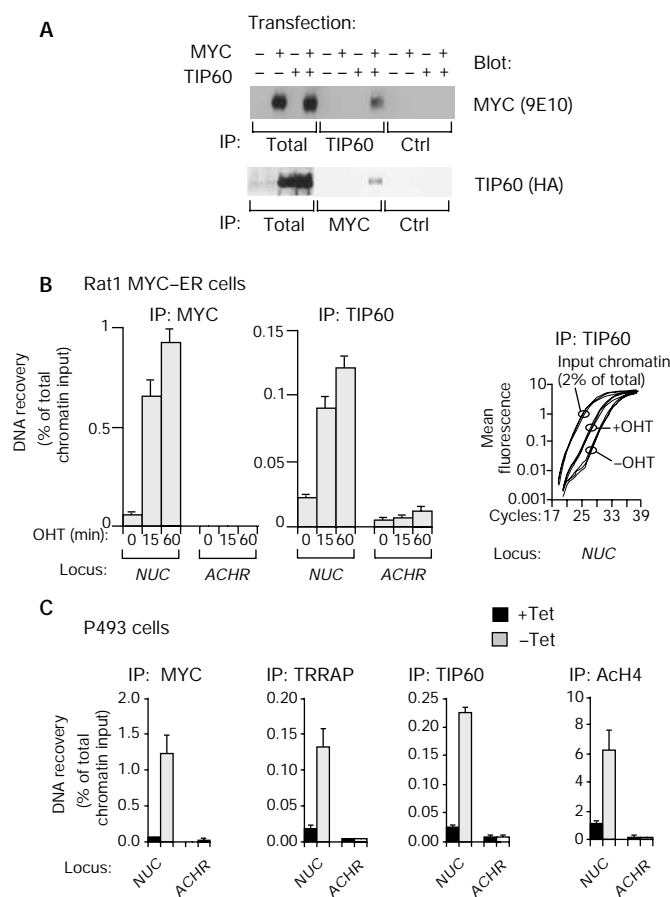 A
Transfection:
MYC – + – + – + – + – + – +
TIP60 – – + + – – + + – – + +
Blot:
MYC (9E10)
IP: Total TIP60 Ctrl
TIP60 (HA)
IP: Total MYC Ctrl
B Rat1 MYC–ER cells
DNA recovery
(% of total
chromatin input)
IP: MYC
1
0.5
0
IP: TIP60
0.15
0.1
0.05
0
OHT (min): 0 15 60 0 15 60 0 15 60 0 15 60
Locus: NUC ACHR NUC ACHR
IP: TIP60
Input chromatin
(2% of total)
Mean
fluorescence
10
1
0.1
0.01
0.001
+OHT
–OHT
Cycles: 17 25 33 39
Locus: NUC
C
P493 cells
+Tet
–Tet
DNA recovery
(% of total
chromatin input)
IP: MYC
2.0
1.5
1.0
0.5
0.0
IP: TRRAP
0.20
0.15
0.10
0.05
0.00
IP: TIP60
0.25
0.20
0.15
0.10
0.05
0.00
IP: AcH4
10
8
6
4
2
0
Locus: NUC ACHR NUC ACHR NUC ACHR NUC ACHR